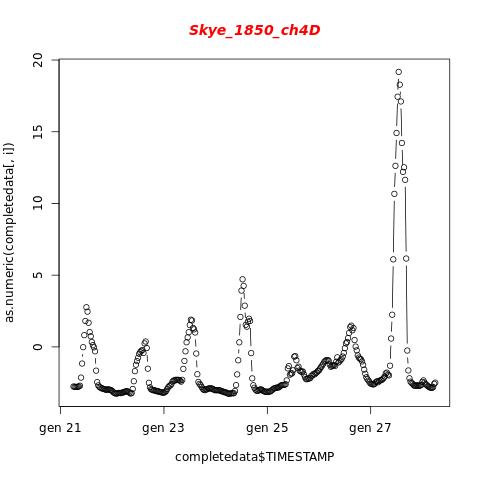 Skye_1850_ch4D
as.numeric(completedata[, i])
20
15
10
5
0
gen 21
gen 23
gen 25
gen 27
completedata$TIMESTAMP